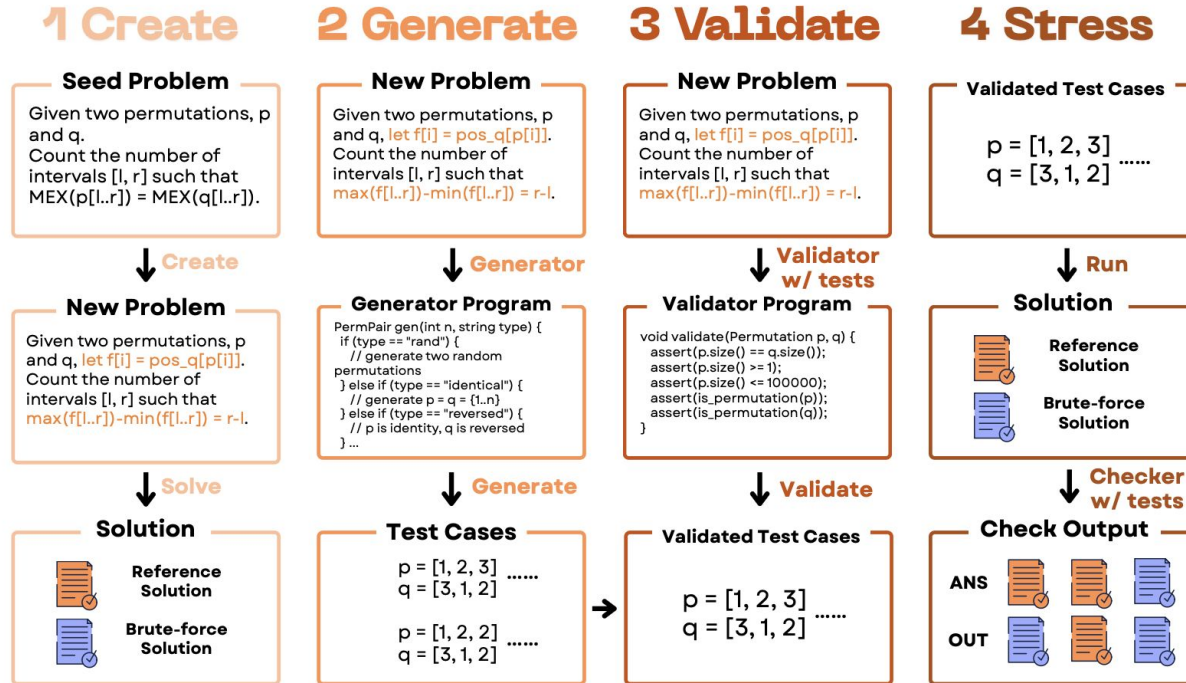 1 Create
Seed Problem
Given two permutations, p
and q.
Count the number of
intervals [l, r] such that
MEX(p[l..r]) = MEX(q[l..r]).
Create
New Problem
Given two permutations, p
and q, let f[i] = pos_q[p[i]].
Count the number of
intervals [l, r] such that
max(f[l..r])-min(f[l..r]) = r-l.
Solve
Solution
Reference
Solution
Brute-force
Solution
2 Generate
New Problem
Given two permutations, p
and q, let f[i] = pos_q[p[i]].
Count the number of
intervals [l, r] such that
max(f[l..r])-min(f[l..r]) = r-l.
Generator
Generator Program
PermPair gen(int n, string type) {
if (type == "rand") {
// generate two random
permutations
} else if (type == "identical") {
// generate p = q = {1..n}
} else if (type == "reversed") {
// p is identity, q is reversed
} ...
Generate
Test Cases
p = [1, 2, 3]
q = [3, 1, 2] ......
p = [1, 2, 2]
q = [3, 1, 2] ......
3 Validate
New Problem
Given two permutations, p
and q, let f[i] = pos_q[p[i]].
Count the number of
intervals [l, r] such that
max(f[l..r])-min(f[l..r]) = r-l.
Validator
w/ tests
Validator Program
void validate(Permutation p, q) {
assert(p.size() == q.size());
assert(p.size() >= 1);
assert(p.size() <= 100000);
assert(is_permutation(p));
assert(is_permutation(q));
}
Validate
Validated Test Cases
p = [1, 2, 3]
q = [3, 1, 2] ......
4 Stress
Validated Test Cases
p = [1, 2, 3]
q = [3, 1, 2] ......
Run
Solution
Reference
Solution
Brute-force
Solution
Checker
w/ tests
Check Output
ANS
OUT